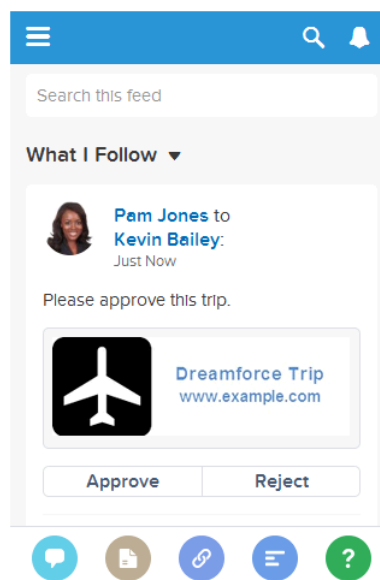 Search this feed
What I Follow
Pam Jones to
Kevin Bailey:
Just Now
Please approve this trip.
Dreamforce Trip
www.example.com
Approve
Reject
?